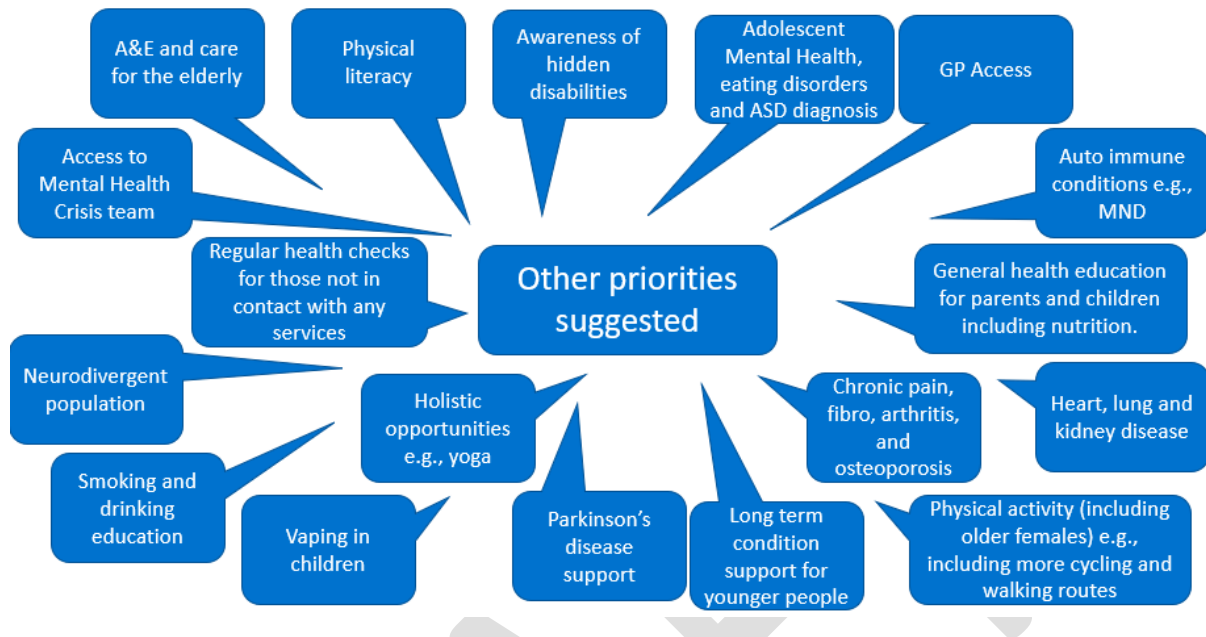 A&E and care
for the elderly
Physical
literacy
Awareness of
hidden
disabilities
Adolescent
Mental Health,
eating disorders
and ASD diagnosis
GP Access
Access to
Mental Health
Crisis team
Auto immune
conditions e.g.,
MND
Regular health checks
for those not in
contact with any
services
Other priorities
suggested
General health education
for parents and children
including nutrition.
Neurodivergent
population
Holistic
opportunities
e.g., yoga
Chronic pain,
fibro, arthritis,
and
osteoporosis
Heart, lung and
kidney disease
Smoking and
drinking
education
Vaping in
children
Parkinson's
disease
support
Long term
condition
support for
younger people
Physical activity (including
older females) e.g.,
including more cycling and
walking routes